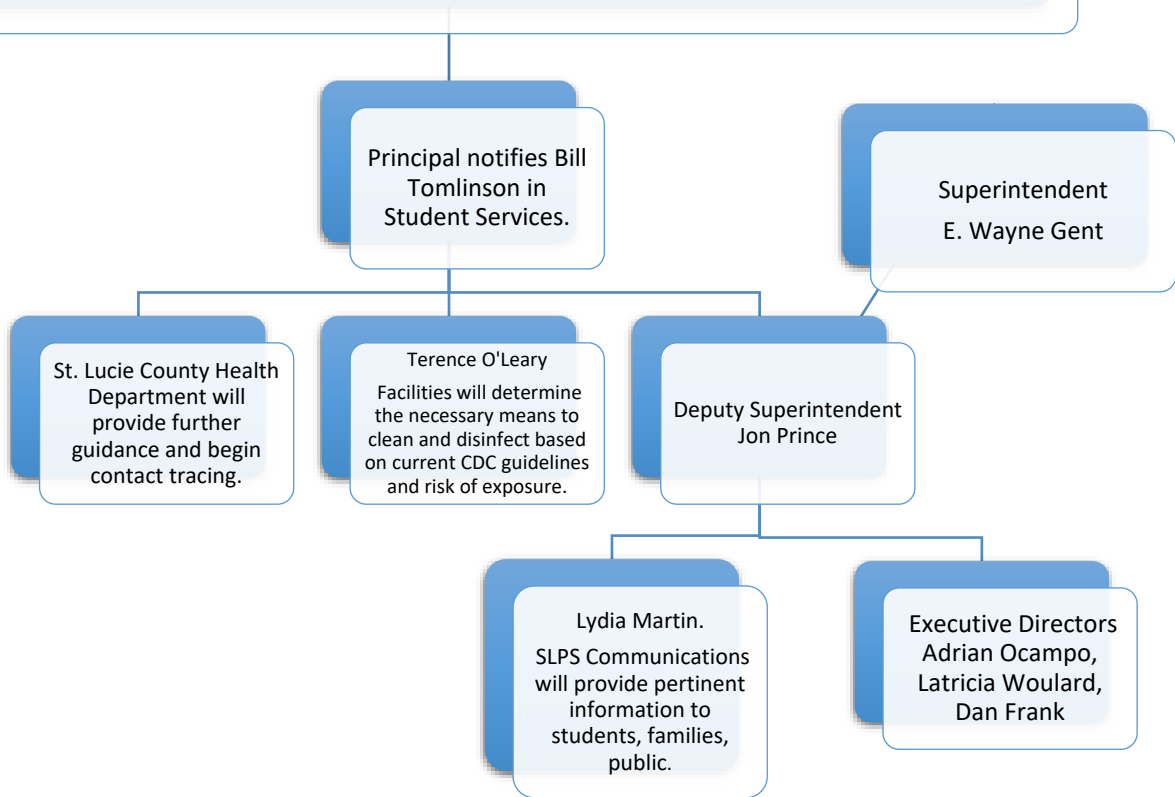 Principal notifies Bill
Tomlinson in
Student Services.
Superintendent
E. Wayne Gent
St. Lucie County Health
Department will
provide further
guidance and begin
contact tracing.
Terence O'Leary
Facilities will determine
the necessary means to
clean and disinfect based
on current CDC guidelines
and risk of exposure.
Deputy Superintendent
Jon Prince
Lydia Martin.
SLPS Communications
will provide pertinent
information to
students, families,
public.
Executive Directors
Adrian Ocampo,
Latricia Woulard,
Dan Frank